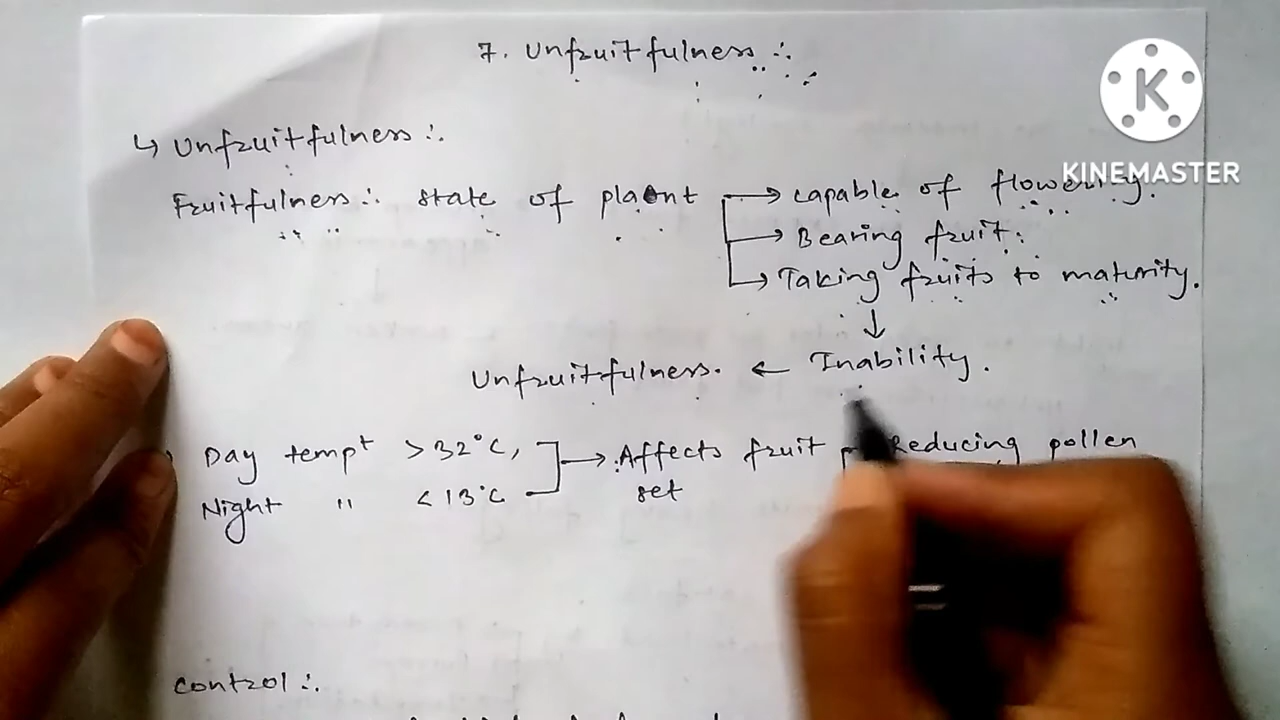 7. Unfruitfulness :.
K
KINEMASTER
↳ Unfruitfulness :.
Fruitfulness :. state of plant → capable of flowering.
→ Bearing fruit.
→ Taking fruits to maturity.
↓
Unfruitfulness. ← Inability.
Day tempt > 32°C, → Affects fruit Reducing pollen
Night " < 13°C set
control :.